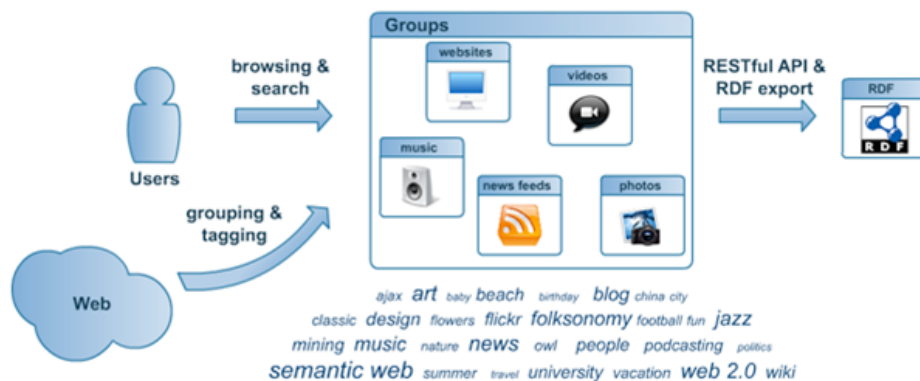 Groups
websites
videos
music
news feeds
photos
browsing &
search
Users
grouping &
tagging
Web
RESTful API &
RDF export
RDF
RDF
ajax art baby beach birthday blog china city
classic design flowers flickr folksonomy football fun jazz
mining music nature news owl people podcasting politics
semantic web summer travel university vacation web 2.0 wiki